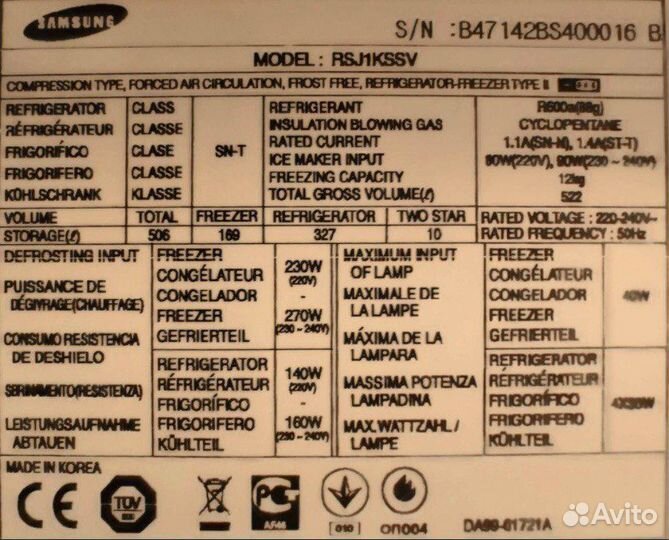 SAMSUNG
S/N :B47142BS400016 B
MODEL: RSJ1KSSV
COMPRESSION TYPE, FORCED AIR CIRCULATION, FROST FREE, REFRIGERATOR-FREEZER TYPE II
REFRIGERATOR CLASS
RÉFRIGÉRATEUR CLASSE
FRIGORÍFICO CLASE
FRIGORIFERO CLASSE
KÜHLSCHRANK KLASSE
SN-T
REFRIGERANT R600a(88g)
INSULATION BLOWING GAS CYCLOPENTANE
RATED CURRENT 1.1A(SN-N), 1.4A(ST-T)
ICE MAKER INPUT 80W(220V), 90W(230 ~ 240V)
FREEZING CAPACITY 12kg
TOTAL GROSS VOLUME(ℓ) 522
VOLUME TOTAL FREEZER REFRIGERATOR TWO STAR RATED VOLTAGE : 220-240V~
STORAGE(ℓ) 506 169 327 10 RATED FREQUENCY : 50Hz
DEFROSTING INPUT
PUISSANCE DE
DÉGIVRAGE(CHAUFFAGE)
CONSUMO RESISTENCIA
DE DESHIELO
SBRINAMENTO(RESISTENZA)
LEISTUNGSAUFNAHME
ABTAUEN
FREEZER
CONGÉLATEUR
CONGELADOR
FREEZER
GEFRIERTEIL
230W
(220V)
-
270W
(230 ~ 240V)
REFRIGERATOR
RÉFRIGÉRATEUR
FRIGORÍFICO
FRIGORIFERO
KÜHLTEIL
140W
(220V)
-
160W
(230 ~ 240V)
MAXIMUM INPUT
OF LAMP
MAXIMALE DE
LA LAMPE
MÁXIMA DE LA
LAMPARA
MASSIMA POTENZA
LAMPADINA
MAX. WATTZAHL /
LAMPE
FREEZER
CONGÉLATEUR
CONGELADOR
FREEZER
GEFRIERTEIL
40W
REFRIGERATOR
RÉFRIGÉRATEUR
FRIGORÍFICO
FRIGORIFERO
KÜHLTEIL
4X30W
MADE IN KOREA
CE
TÜV
РСТ
АГ46
[010]
ОП004
DA99-01721A
Avito